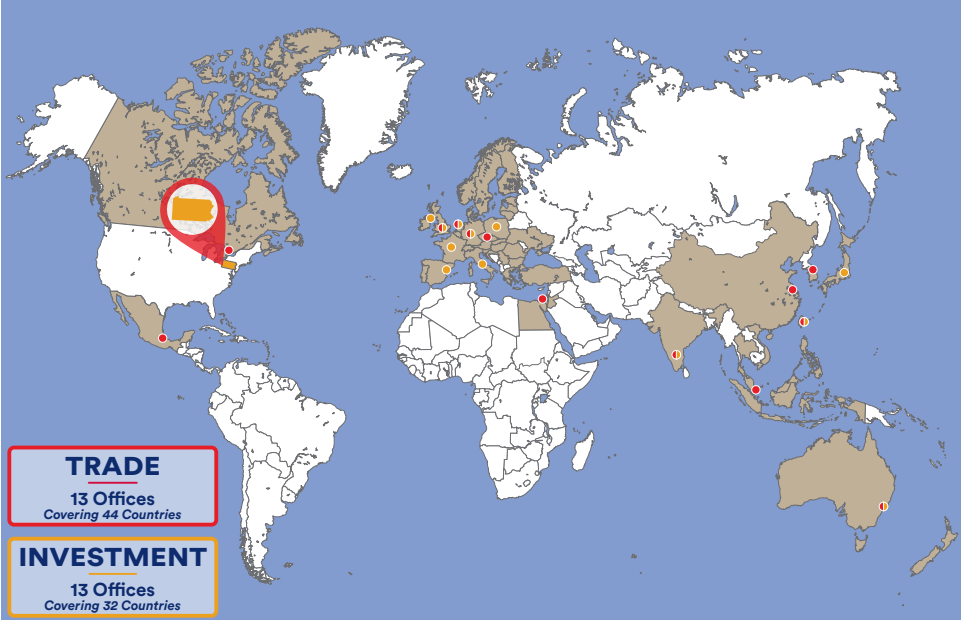 TRADE
13 Offices
Covering 44 Countries
INVESTMENT
13 Offices
Covering 32 Countries